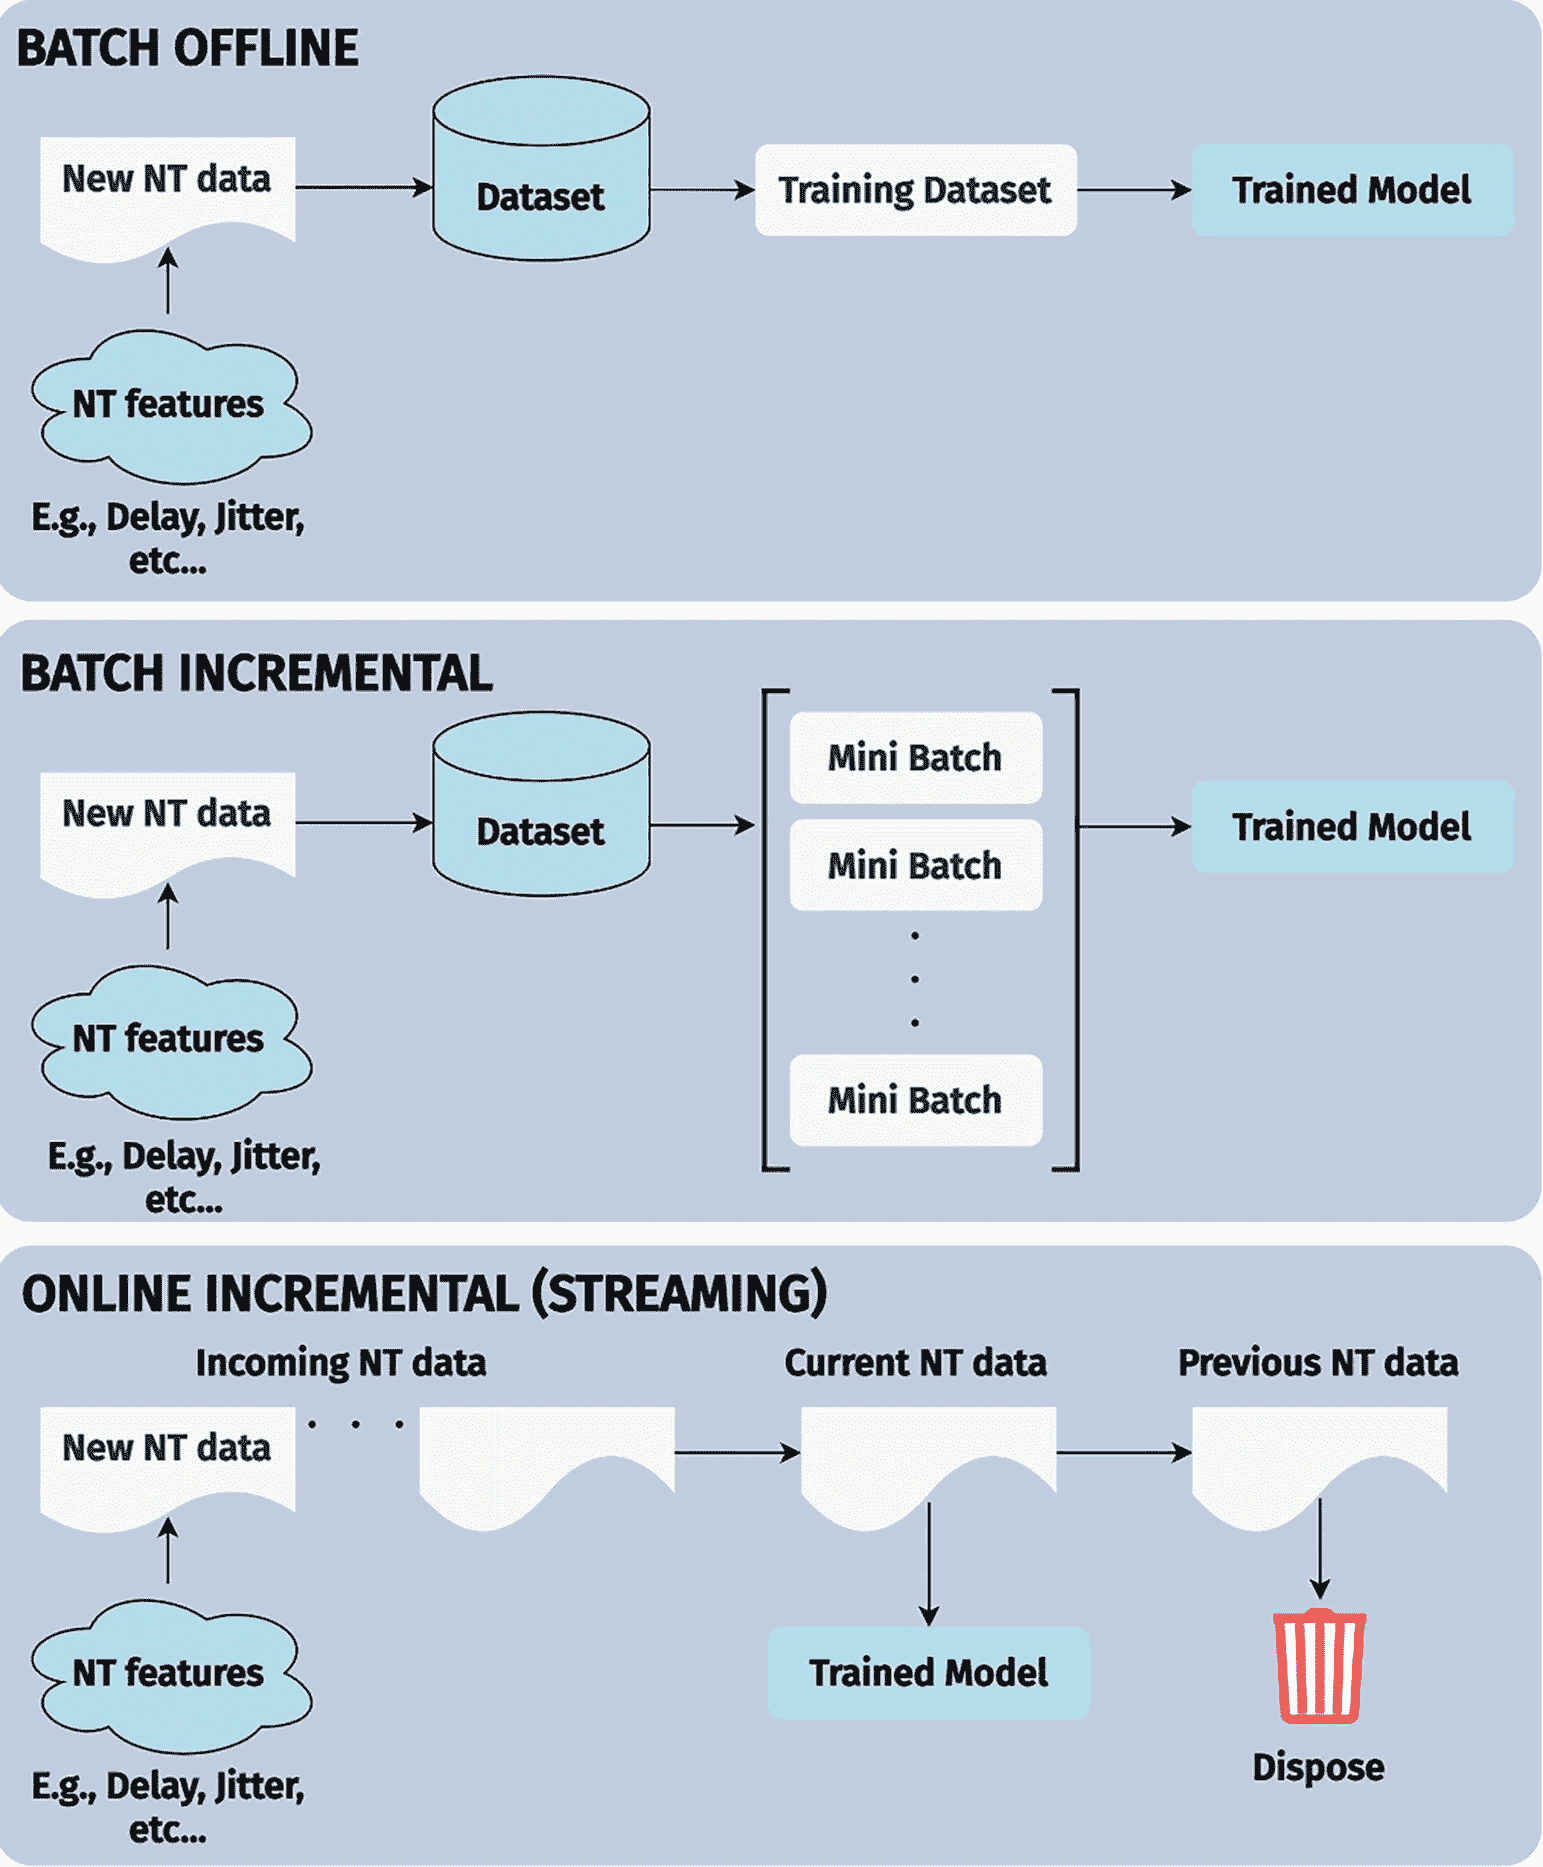 BATCH OFFLINE
New NT data
Dataset
Training Dataset
Trained Model
NT features
E.g., Delay, Jitter,
etc...
BATCH INCREMENTAL
New NT data
Dataset
Mini Batch
Mini Batch
Mini Batch
Trained Model
NT features
E.g., Delay, Jitter,
etc...
ONLINE INCREMENTAL (STREAMING)
Incoming NT data
Current NT data
Previous NT data
New NT data
NT features
Trained Model
Dispose
E.g., Delay, Jitter,
etc...